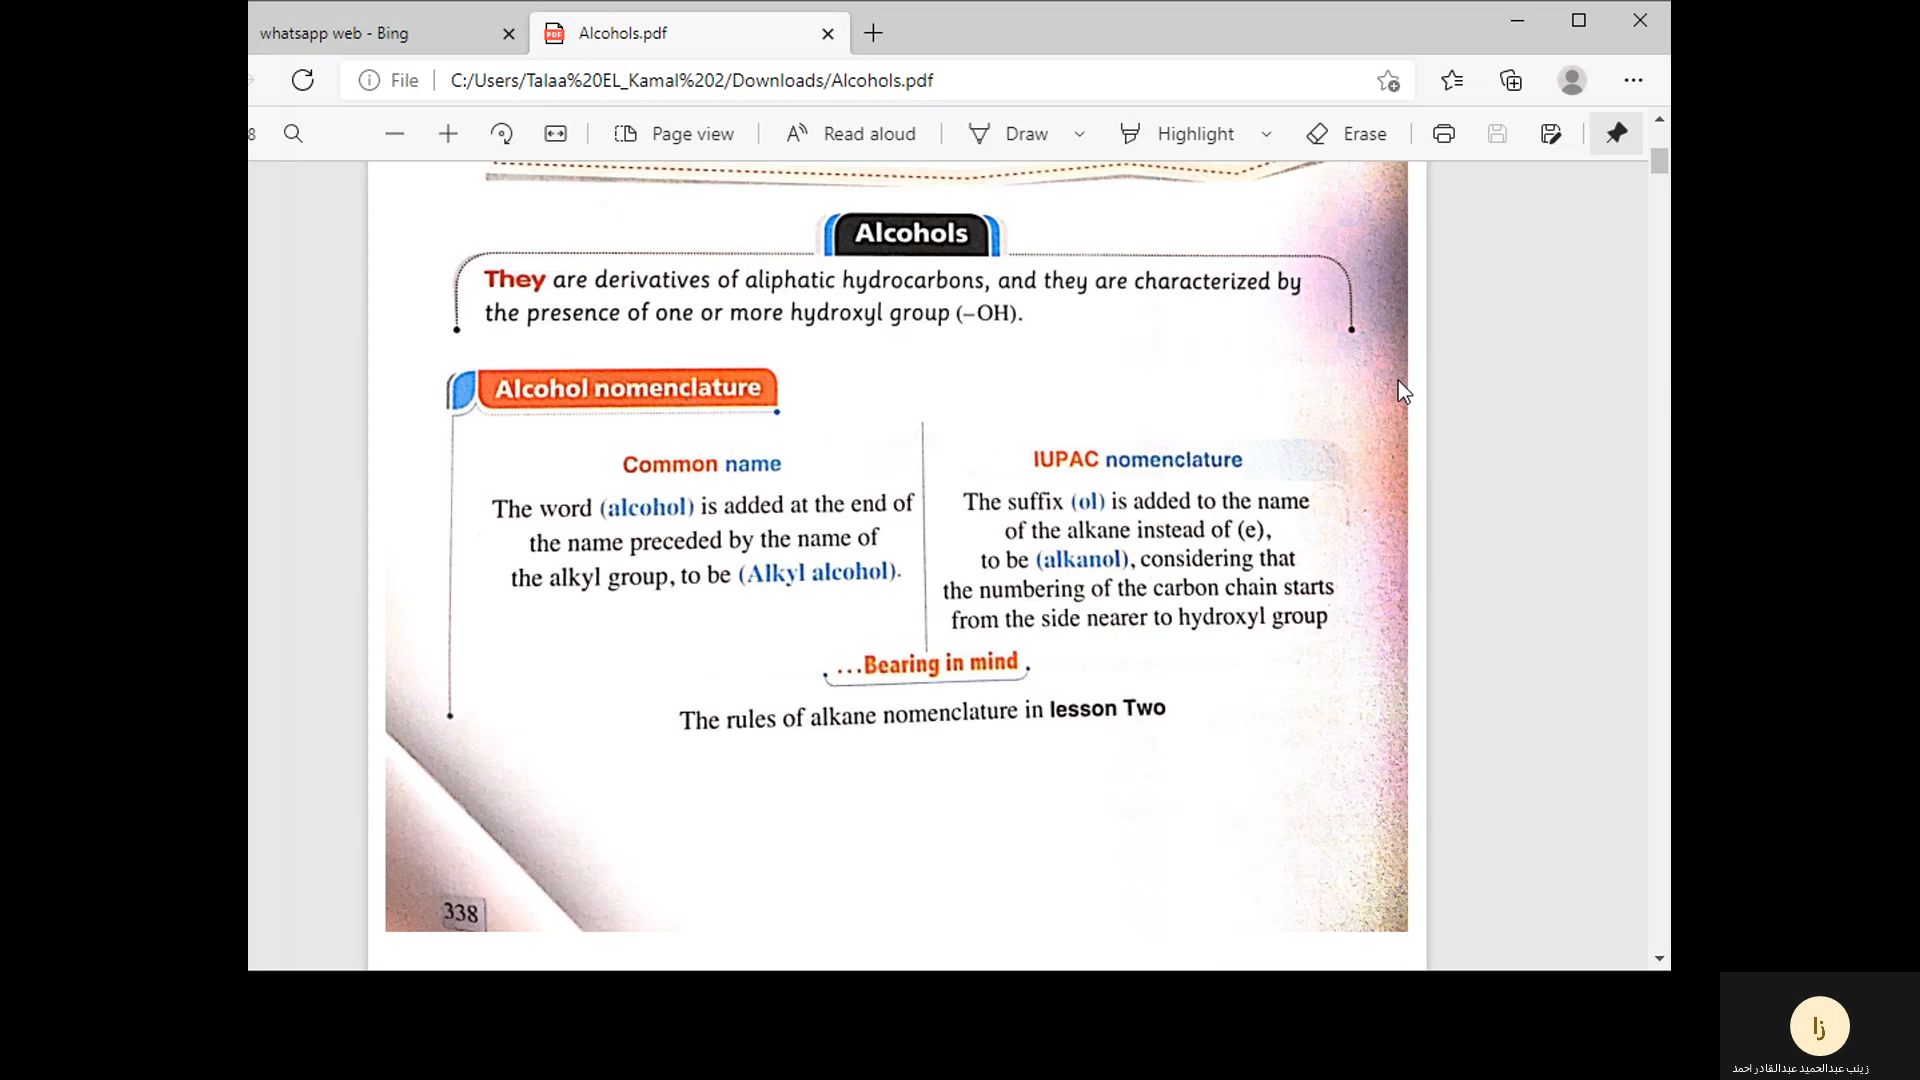 whatsapp web - Bing
Alcohols.pdf
File
C:/Users/Talaa%20EL_Kamal%202/Downloads/Alcohols.pdf
8
Page view
Read aloud
Draw
Highlight
Erase
Alcohols
They are derivatives of aliphatic hydrocarbons, and they are characterized by
the presence of one or more hydroxyl group (–OH).
Alcohol nomenclature
Common name
The word (alcohol) is added at the end of
the name preceded by the name of
the alkyl group, to be (Alkyl alcohol).
IUPAC nomenclature
The suffix (ol) is added to the name
of the alkane instead of (e),
to be (alkanol), considering that
the numbering of the carbon chain starts
from the side nearer to hydroxyl group
...Bearing in mind
The rules of alkane nomenclature in lesson Two
338
زا
زينب عبدالحميد عبدالقادر احمد